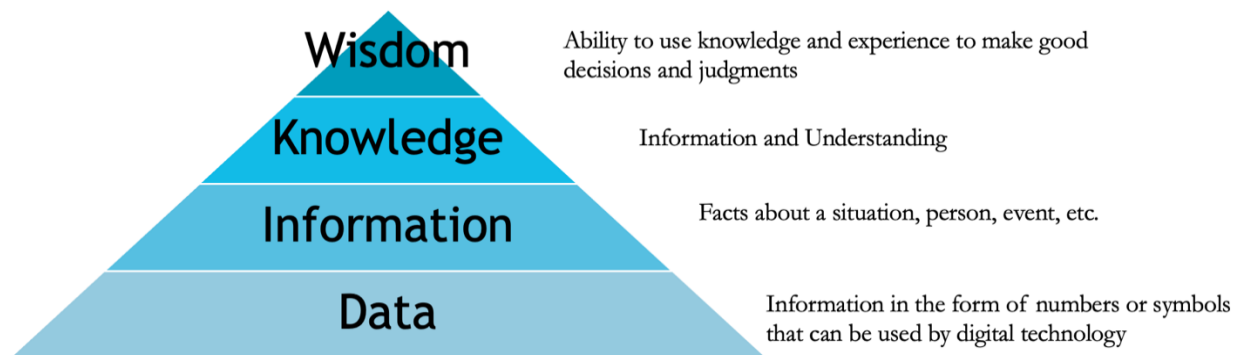 Wisdom
Ability to use knowledge and experience to make good
decisions and judgments
Knowledge
Information and Understanding
Information
Facts about a situation, person, event, etc.
Data
Information in the form of numbers or symbols
that can be used by digital technology